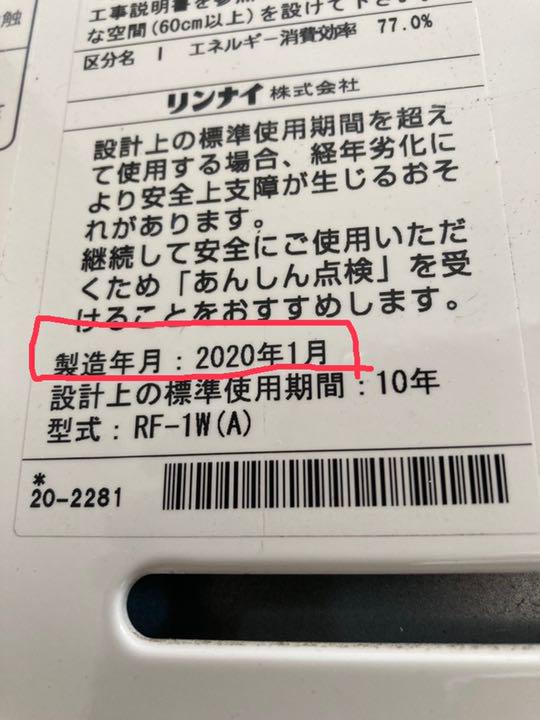 触
工事説明書を参照
な空間(60cm以上)を設けて下さ
区分名 I エネルギー消費効率 77.0%
リンナイ株式会社
設計上の標準使用期間を超え
て使用する場合、経年劣化に
より安全上支障が生じるおそ
れがあります。
継続して安全にご使用いただ
くため「あんしん点検」を受
けることをおすすめします。
製造年月:2020年1月
設計上の標準使用期間:10年
型式:RF-1W(A)
*
20-2281